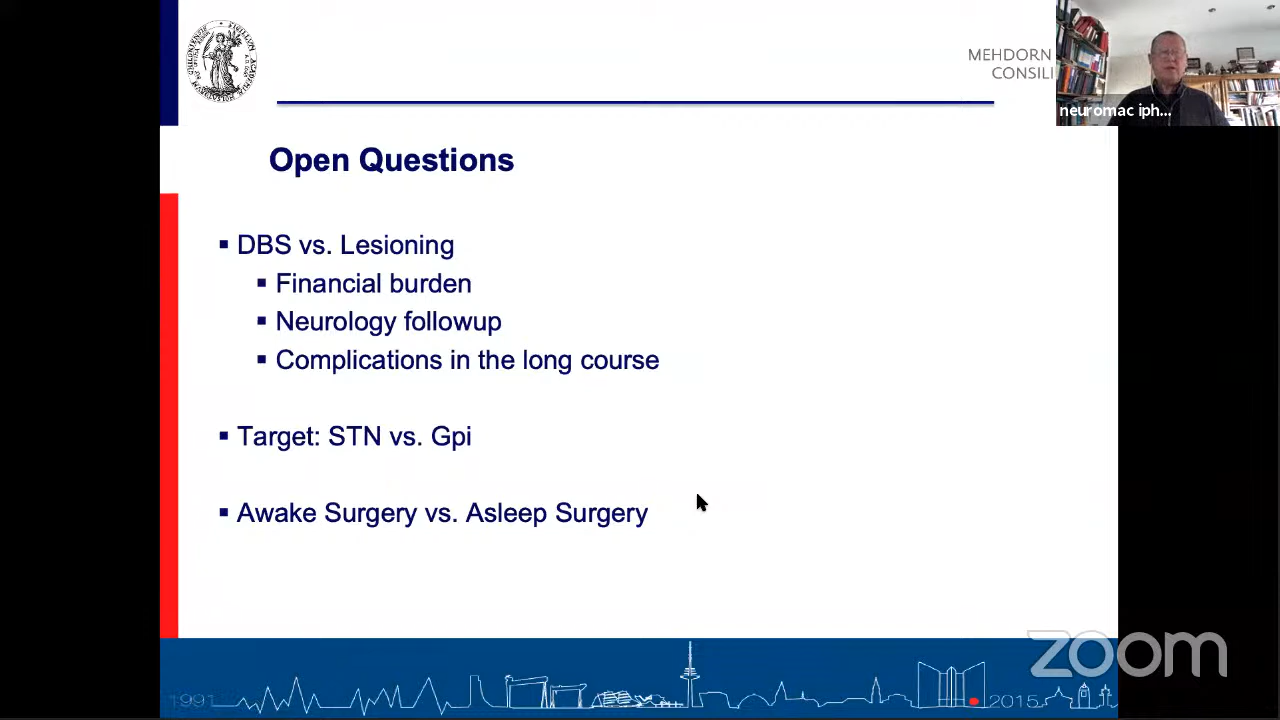 MEHDORN
CONSILI
neuromac iph...
Open Questions
▪ DBS vs. Lesioning
▪ Financial burden
▪ Neurology followup
▪ Complications in the long course
▪ Target: STN vs. Gpi
▪ Awake Surgery vs. Asleep Surgery
zoom
1991
2015